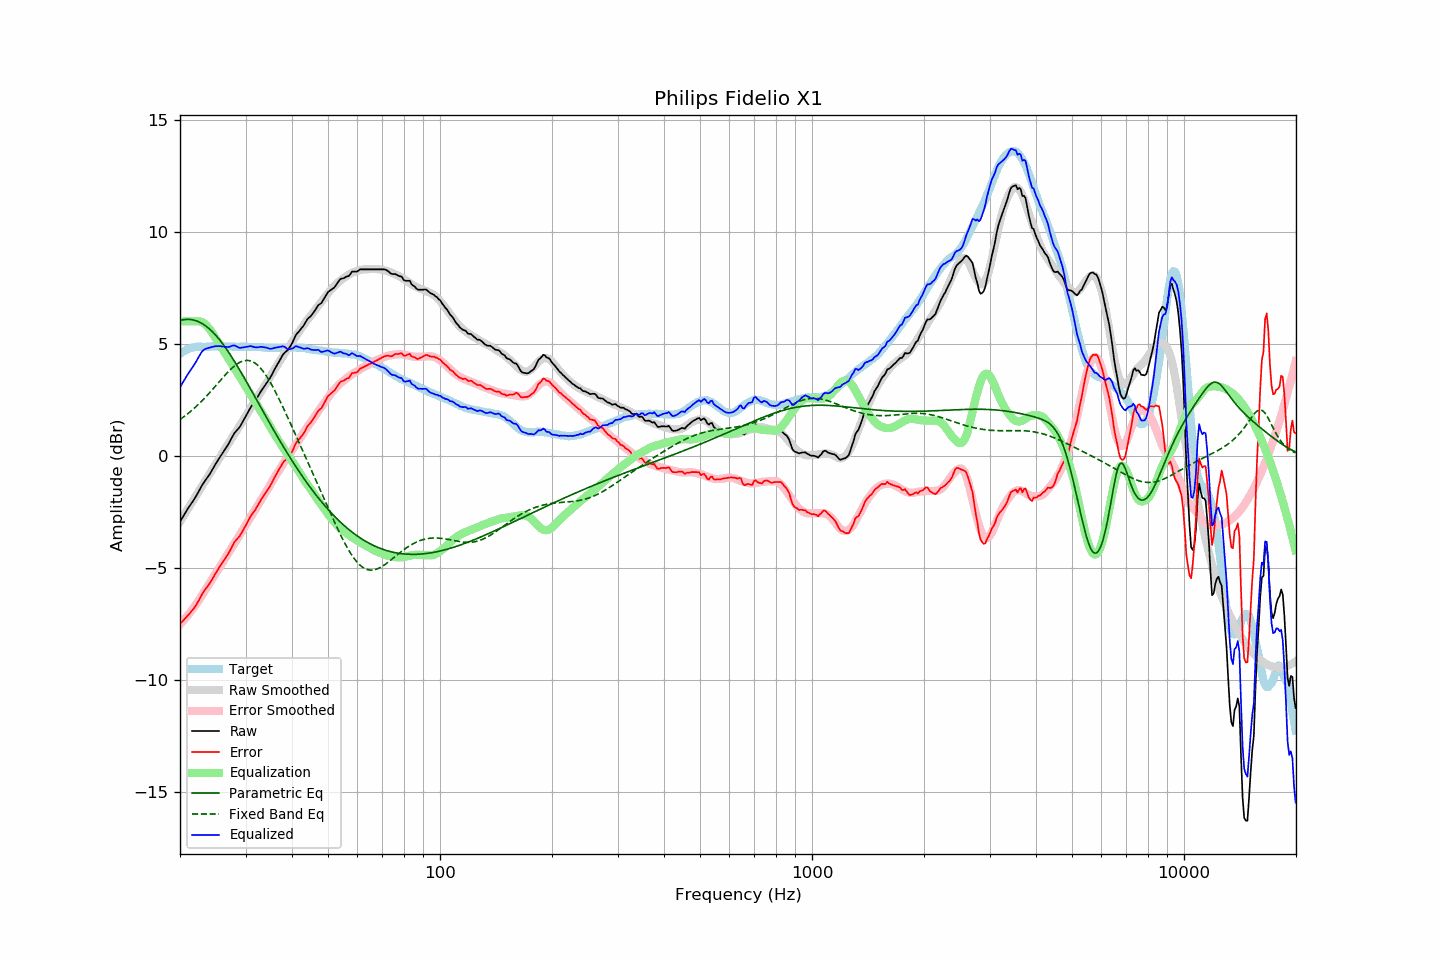 Philips Fidelio X1
15
10
5
0
−5
−10
−15
Amplitude (dBr)
Target
Raw Smoothed
Error Smoothed
Raw
Error
Equalization
Parametric Eq
Fixed Band Eq
Equalized
100
1000
10000
Frequency (Hz)